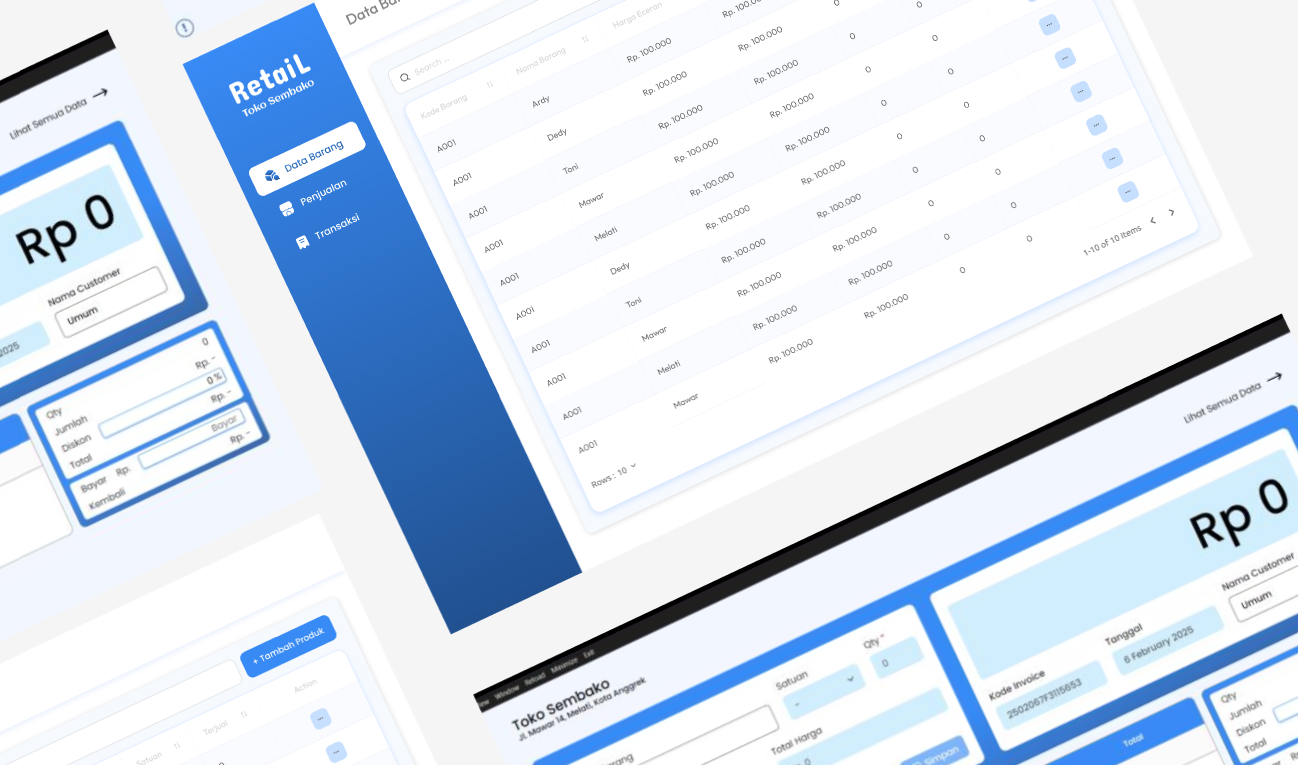 Lihat Semua Data →
Rp 0
Nama Customer
Umum
2025
Qty 0
Jumlah Rp. -
Diskon 0 %
Total Rp. -
Bayar Rp. Bayar
Kembali Rp. -
RetaiL
Toko Sembako
Data Barang
Penjualan
Transaksi
Search ...
Kode Barang
Nama Barang
Harga Eceran
A001 Ardy Rp. 100.000 Rp. 100.000 0 0
A001 Dedy Rp. 100.000 Rp. 100.000 0 0
A001 Toni Rp. 100.000 Rp. 100.000 0 0
A001 Mawar Rp. 100.000 Rp. 100.000 0 0
A001 Melati Rp. 100.000 Rp. 100.000 0 0
A001 Dedy Rp. 100.000 Rp. 100.000 0 0
A001 Toni Rp. 100.000 Rp. 100.000 0 0
A001 Mawar Rp. 100.000 Rp. 100.000 0 0
A001 Melati Rp. 100.000 Rp. 100.000 0 0
A001 Mawar Rp. 100.000 Rp. 100.000 0 0
Rows : 10
1-10 of 10 Items
+ Tambah Produk
Satuan
Terjual
Action
Window Reload Minimize Exit
Toko Sembako
Jl. Mawar 14, Melati, Kota Anggrek
Lihat Semua Data →
Satuan
-
Qty *
0
Total Harga
0
Simpan
Rp 0
Kode Invoice
2502067F3115653
Tanggal
6 February 2025
Nama Customer
Umum
Total
Qty
Jumlah
Diskon
Total